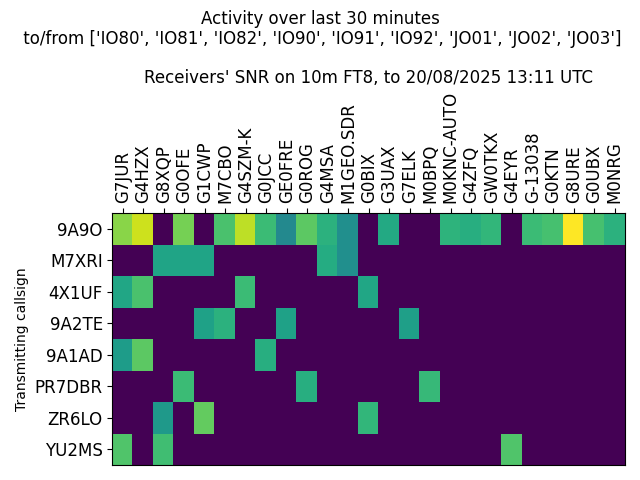 Activity over last 30 minutes
to/from ['IO80', 'IO81', 'IO82', 'IO90', 'IO91', 'IO92', 'JO01', 'JO02', 'JO03']
Receivers' SNR on 10m FT8, to 20/08/2025 13:11 UTC
G7JUR
G4HZX
G8XQP
G0OFE
G1CWP
M7CBO
G4SZM-K
G0JCC
GE0FRE
G0ROG
G4MSA
M1GEO.SDR
G0BIX
G3UAX
G7ELK
M0BPQ
M0KNC-AUTO
G4ZFQ
GW0TKX
G4EYR
G-13038
G0KTN
G8URE
G0UBX
M0NRG
Transmitting callsign
9A9O
M7XRI
4X1UF
9A2TE
9A1AD
PR7DBR
ZR6LO
YU2MS